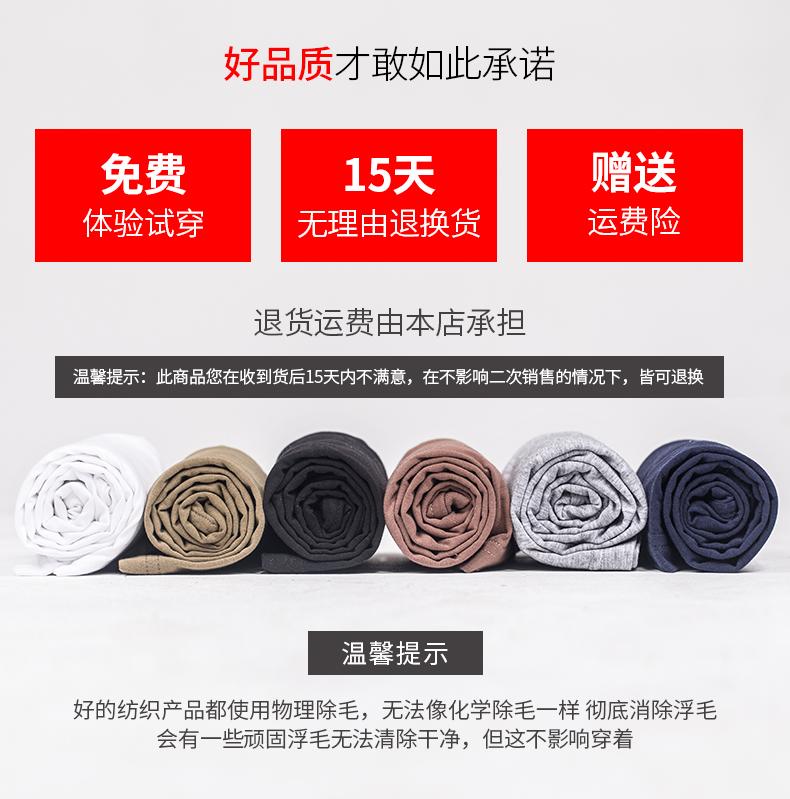 好品质才敢如此承诺
免费
体验试穿
15天
无理由退换货
赠送
运费险
退货运费由本店承担
温馨提示：此商品您在收到货后15天内不满意，在不影响二次销售的情况下，皆可退换
温馨提示
好的纺织产品都使用物理除毛，无法像化学除毛一样 彻底消除浮毛
会有一些顽固浮毛无法清除干净，但这不影响穿着